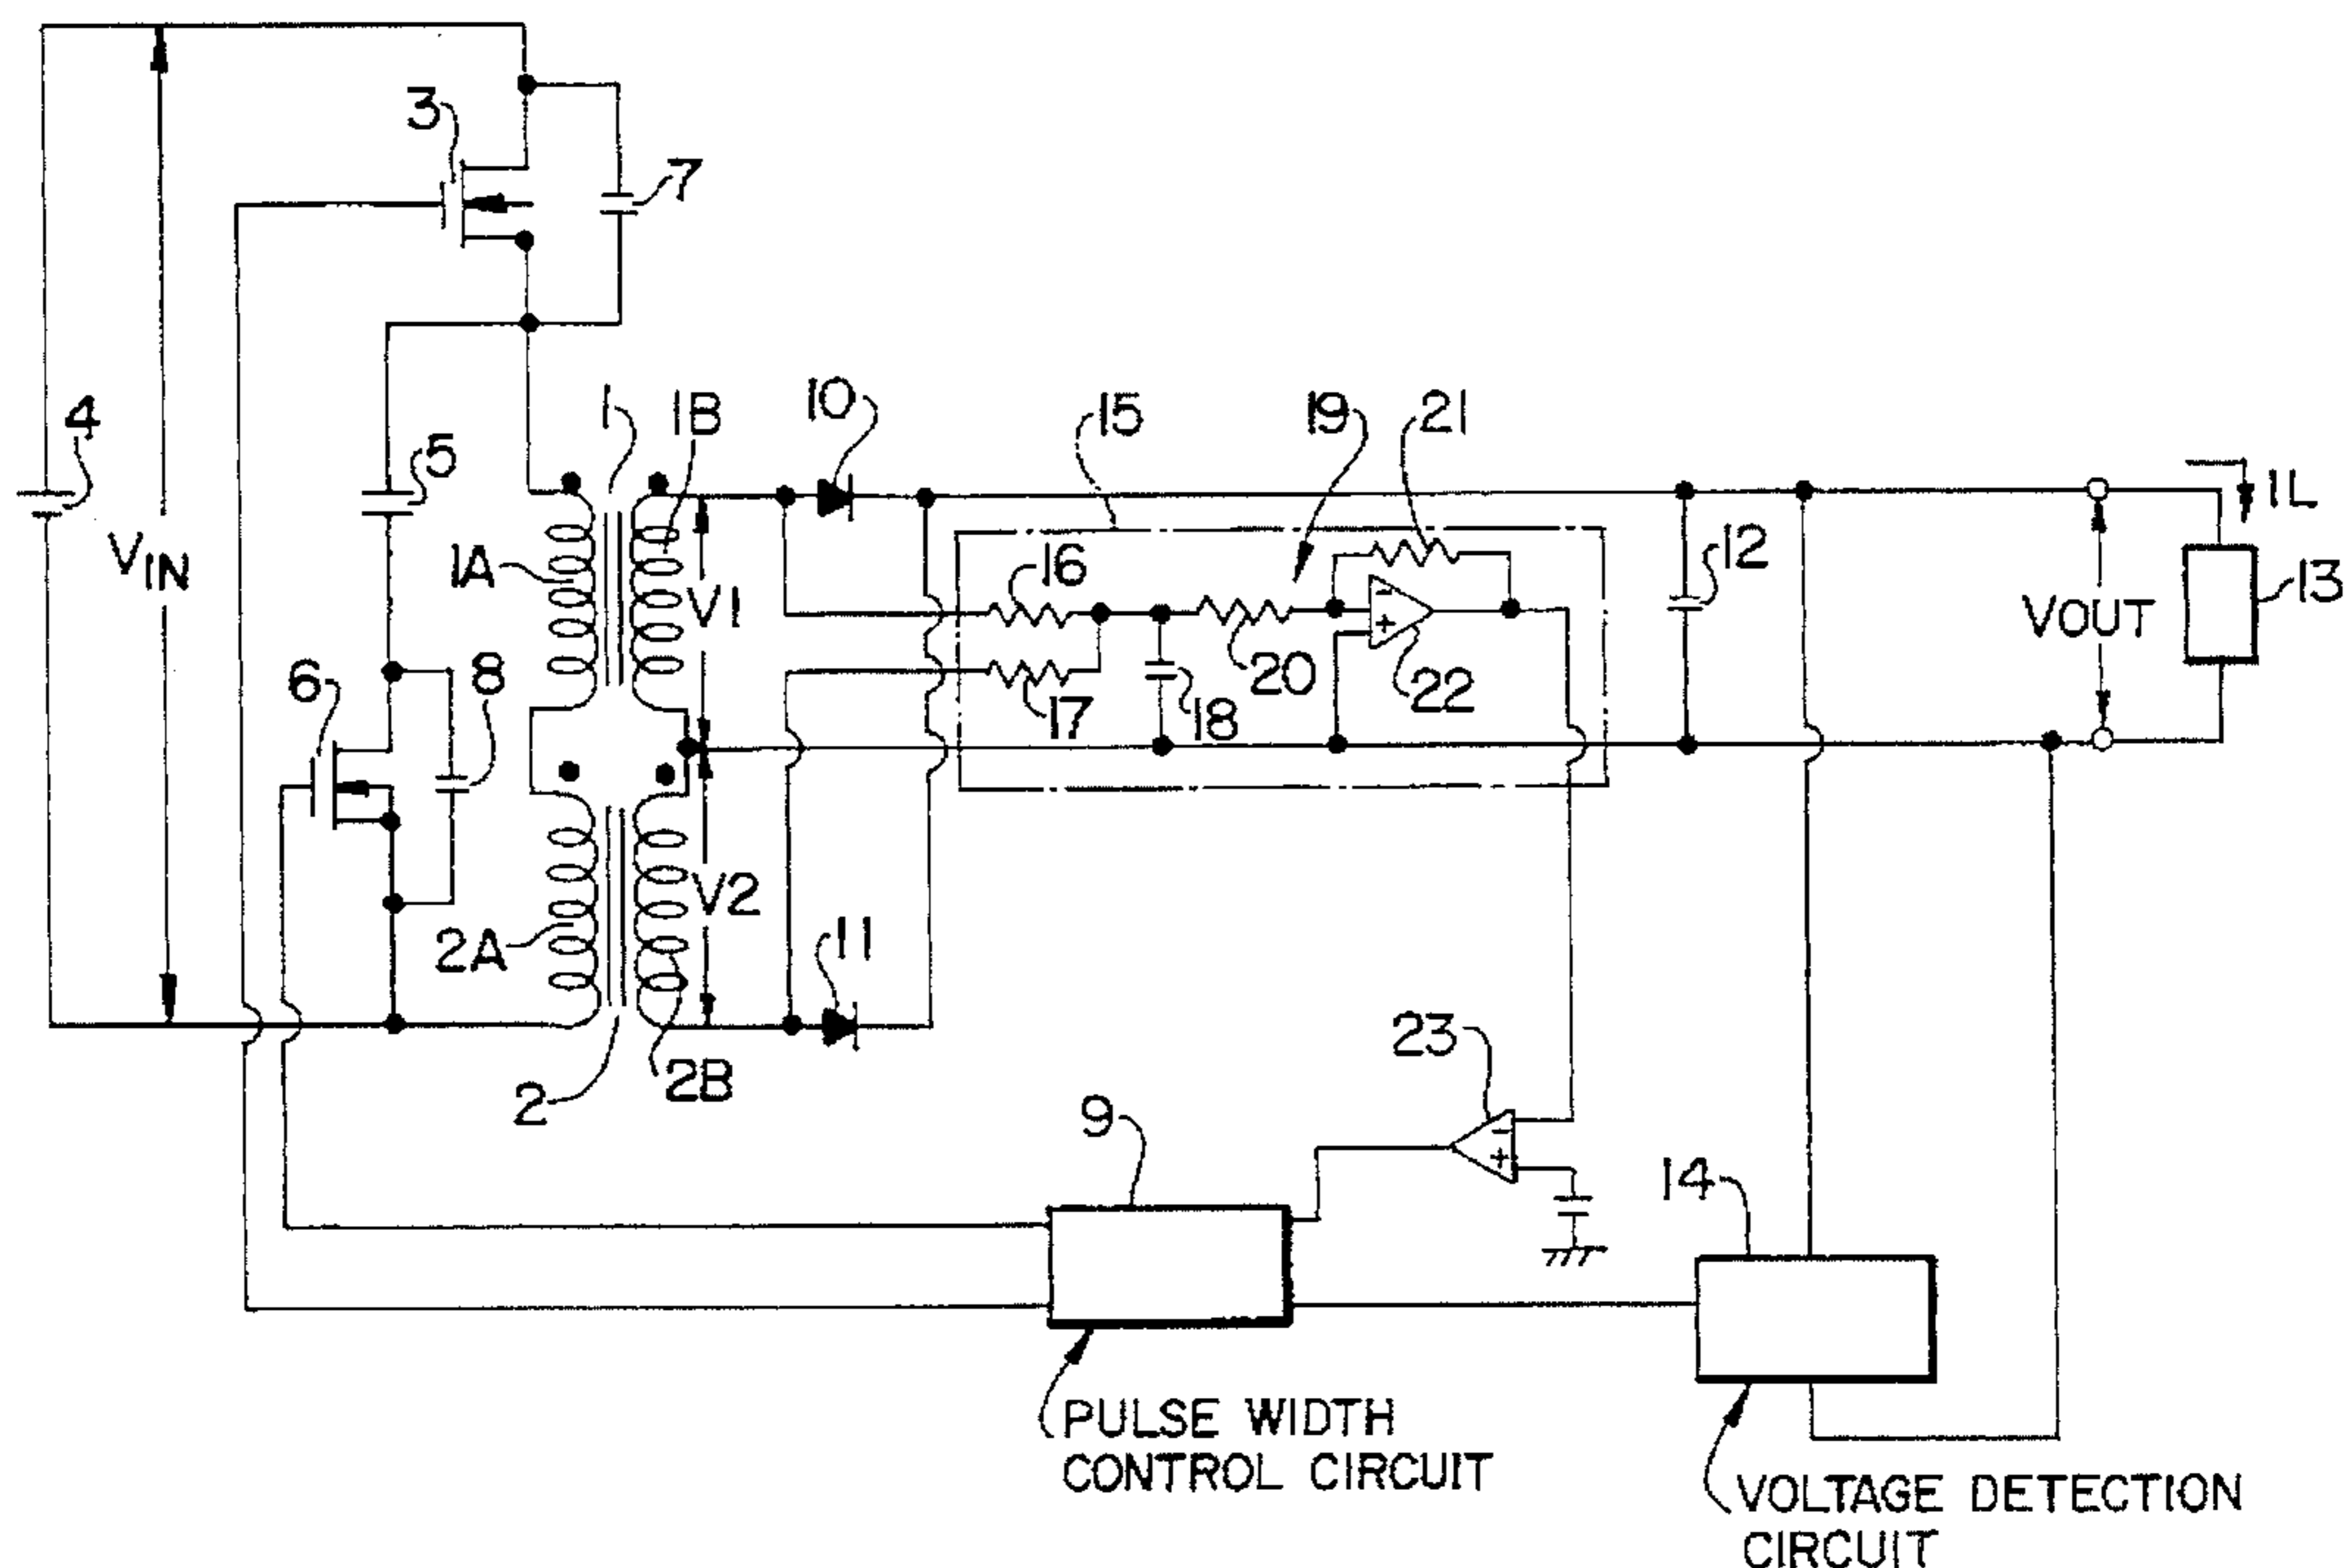 3
7
4
VIN
5
1
1B
10
15
19
21
IL
1A
V1
16
12
VOUT
13
6
8
17
18
20
22
2A
V2
11
2
2B
23
9
14
PULSE WIDTH
CONTROL CIRCUIT
VOLTAGE DETECTION
CIRCUIT